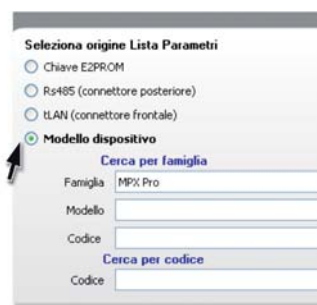 Seleziona origine Lista Parametri
Chiave E2PROM
Rs485 (connettore posteriore)
tLAN (connettore frontale)
Modello dispositivo
Cerca per famiglia
Famiglia MPX Pro
Modello
Codice
Cerca per codice
Codice